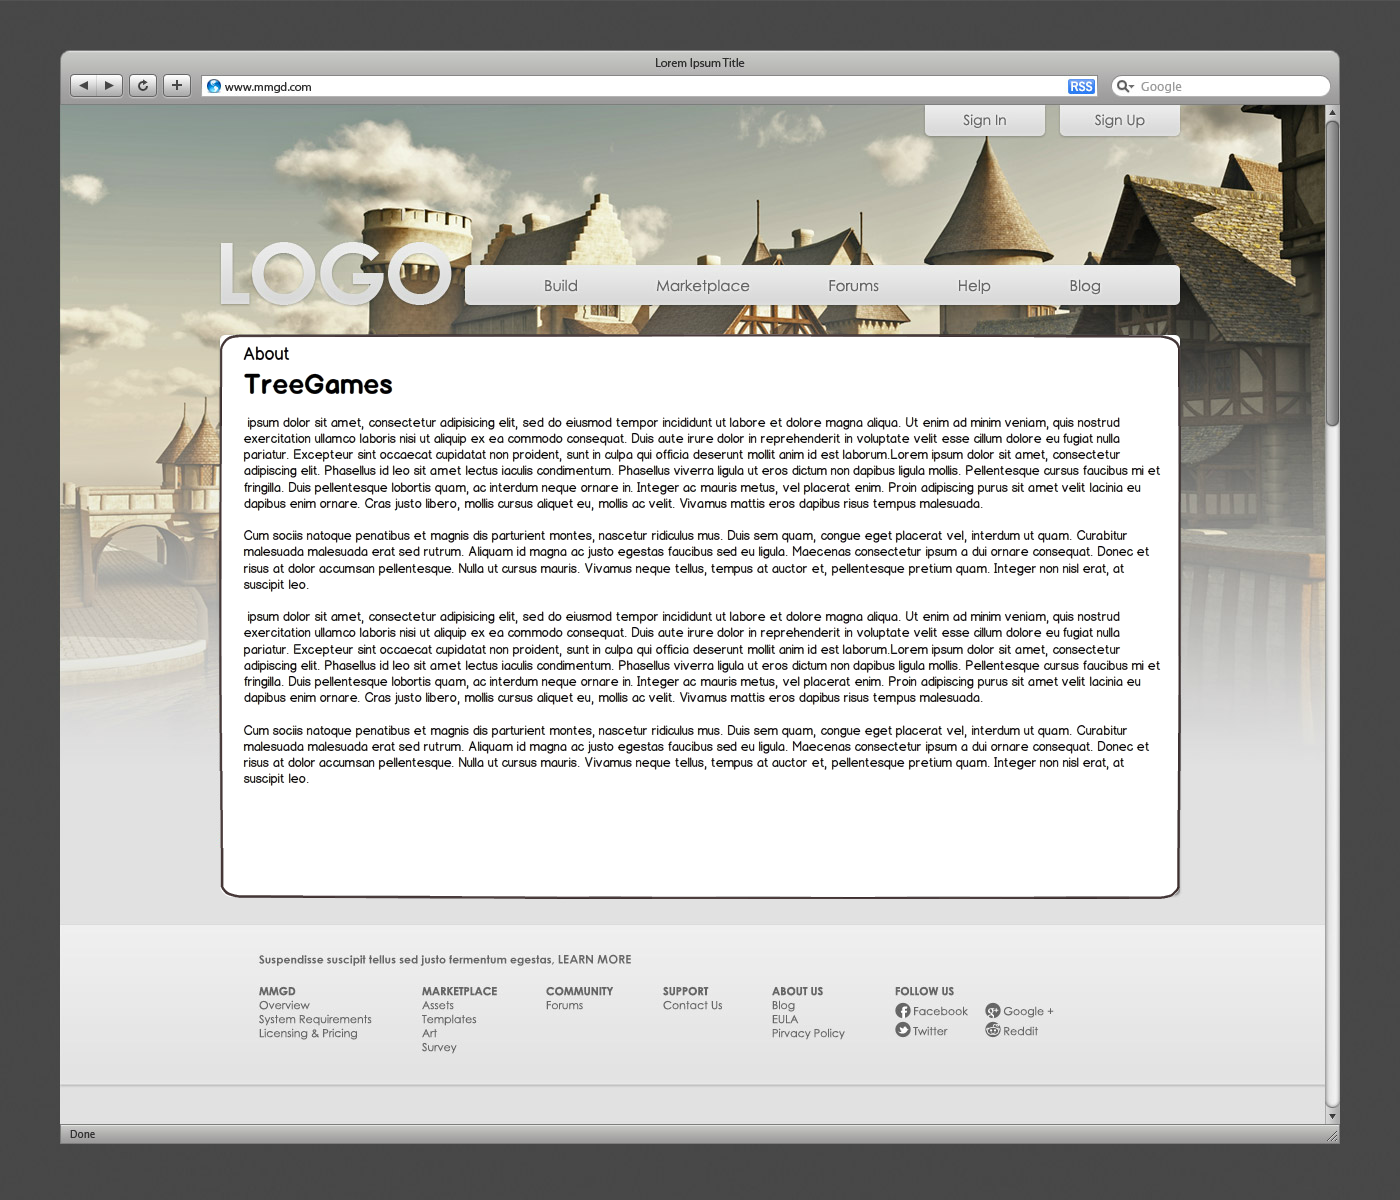 Lorem Ipsum Title
www.mmgd.com
RSS
Google
Sign In
Sign Up
LOGO
Build
Marketplace
Forums
Help
Blog
About
TreeGames
ipsum dolor sit amet, consectetur adipisicing elit, sed do eiusmod tempor incididunt ut labore et dolore magna aliqua. Ut enim ad minim veniam, quis nostrud
exercitation ullamco laboris nisi ut aliquip ex ea commodo consequat. Duis aute irure dolor in reprehenderit in voluptate velit esse cillum dolore eu fugiat nulla
pariatur. Excepteur sint occaecat cupidatat non proident, sunt in culpa qui officia deserunt mollit anim id est laborum.Lorem ipsum dolor sit amet, consectetur
adipiscing elit. Phasellus id leo sit amet lectus iaculis condimentum. Phasellus viverra ligula ut eros dictum non dapibus ligula mollis. Pellentesque cursus faucibus mi et
fringilla. Duis pellentesque lobortis quam, ac interdum neque ornare in. Integer ac mauris metus, vel placerat enim. Proin adipiscing purus sit amet velit lacinia eu
dapibus enim ornare. Cras justo libero, mollis cursus aliquet eu, mollis ac velit. Vivamus mattis eros dapibus risus tempus malesuada.
Cum sociis natoque penatibus et magnis dis parturient montes, nascetur ridiculus mus. Duis sem quam, congue eget placerat vel, interdum ut quam. Curabitur
malesuada malesuada erat sed rutrum. Aliquam id magna ac justo egestas faucibus sed eu ligula. Maecenas consectetur ipsum a dui ornare consequat. Donec et
risus at dolor accumsan pellentesque. Nulla ut cursus mauris. Vivamus neque tellus, tempus at auctor et, pellentesque pretium quam. Integer non nisl erat, at
suscipit leo.
ipsum dolor sit amet, consectetur adipisicing elit, sed do eiusmod tempor incididunt ut labore et dolore magna aliqua. Ut enim ad minim veniam, quis nostrud
exercitation ullamco laboris nisi ut aliquip ex ea commodo consequat. Duis aute irure dolor in reprehenderit in voluptate velit esse cillum dolore eu fugiat nulla
pariatur. Excepteur sint occaecat cupidatat non proident, sunt in culpa qui officia deserunt mollit anim id est laborum.Lorem ipsum dolor sit amet, consectetur
adipiscing elit. Phasellus id leo sit amet lectus iaculis condimentum. Phasellus viverra ligula ut eros dictum non dapibus ligula mollis. Pellentesque cursus faucibus mi et
fringilla. Duis pellentesque lobortis quam, ac interdum neque ornare in. Integer ac mauris metus, vel placerat enim. Proin adipiscing purus sit amet velit lacinia eu
dapibus enim ornare. Cras justo libero, mollis cursus aliquet eu, mollis ac velit. Vivamus mattis eros dapibus risus tempus malesuada.
Cum sociis natoque penatibus et magnis dis parturient montes, nascetur ridiculus mus. Duis sem quam, congue eget placerat vel, interdum ut quam. Curabitur
malesuada malesuada erat sed rutrum. Aliquam id magna ac justo egestas faucibus sed eu ligula. Maecenas consectetur ipsum a dui ornare consequat. Donec et
risus at dolor accumsan pellentesque. Nulla ut cursus mauris. Vivamus neque tellus, tempus at auctor et, pellentesque pretium quam. Integer non nisl erat, at
suscipit leo.
Suspendisse suscipit tellus sed justo fermentum egestas, LEARN MORE
MMGD
Overview
System Requirements
Licensing & Pricing
MARKETPLACE
Assets
Templates
Art
Survey
COMMUNITY
Forums
SUPPORT
Contact Us
ABOUT US
Blog
EULA
Pirvacy Policy
FOLLOW US
Facebook
Google +
Twitter
Reddit
Done